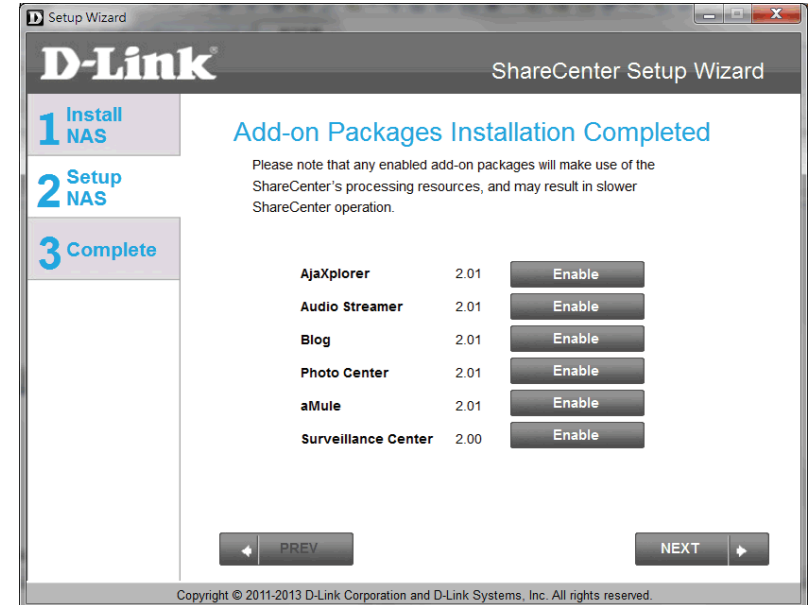 Setup Wizard
D-Link®
ShareCenter Setup Wizard
1 Install
NAS
2 Setup
NAS
3 Complete
Add-on Packages Installation Completed
Please note that any enabled add-on packages will make use of the
ShareCenter's processing resources, and may result in slower
ShareCenter operation.
AjaXplorer 2.01 Enable
Audio Streamer 2.01 Enable
Blog 2.01 Enable
Photo Center 2.01 Enable
aMule 2.01 Enable
Surveillance Center 2.00 Enable
PREV
NEXT
Copyright © 2011-2013 D-Link Corporation and D-Link Systems, Inc. All rights reserved.